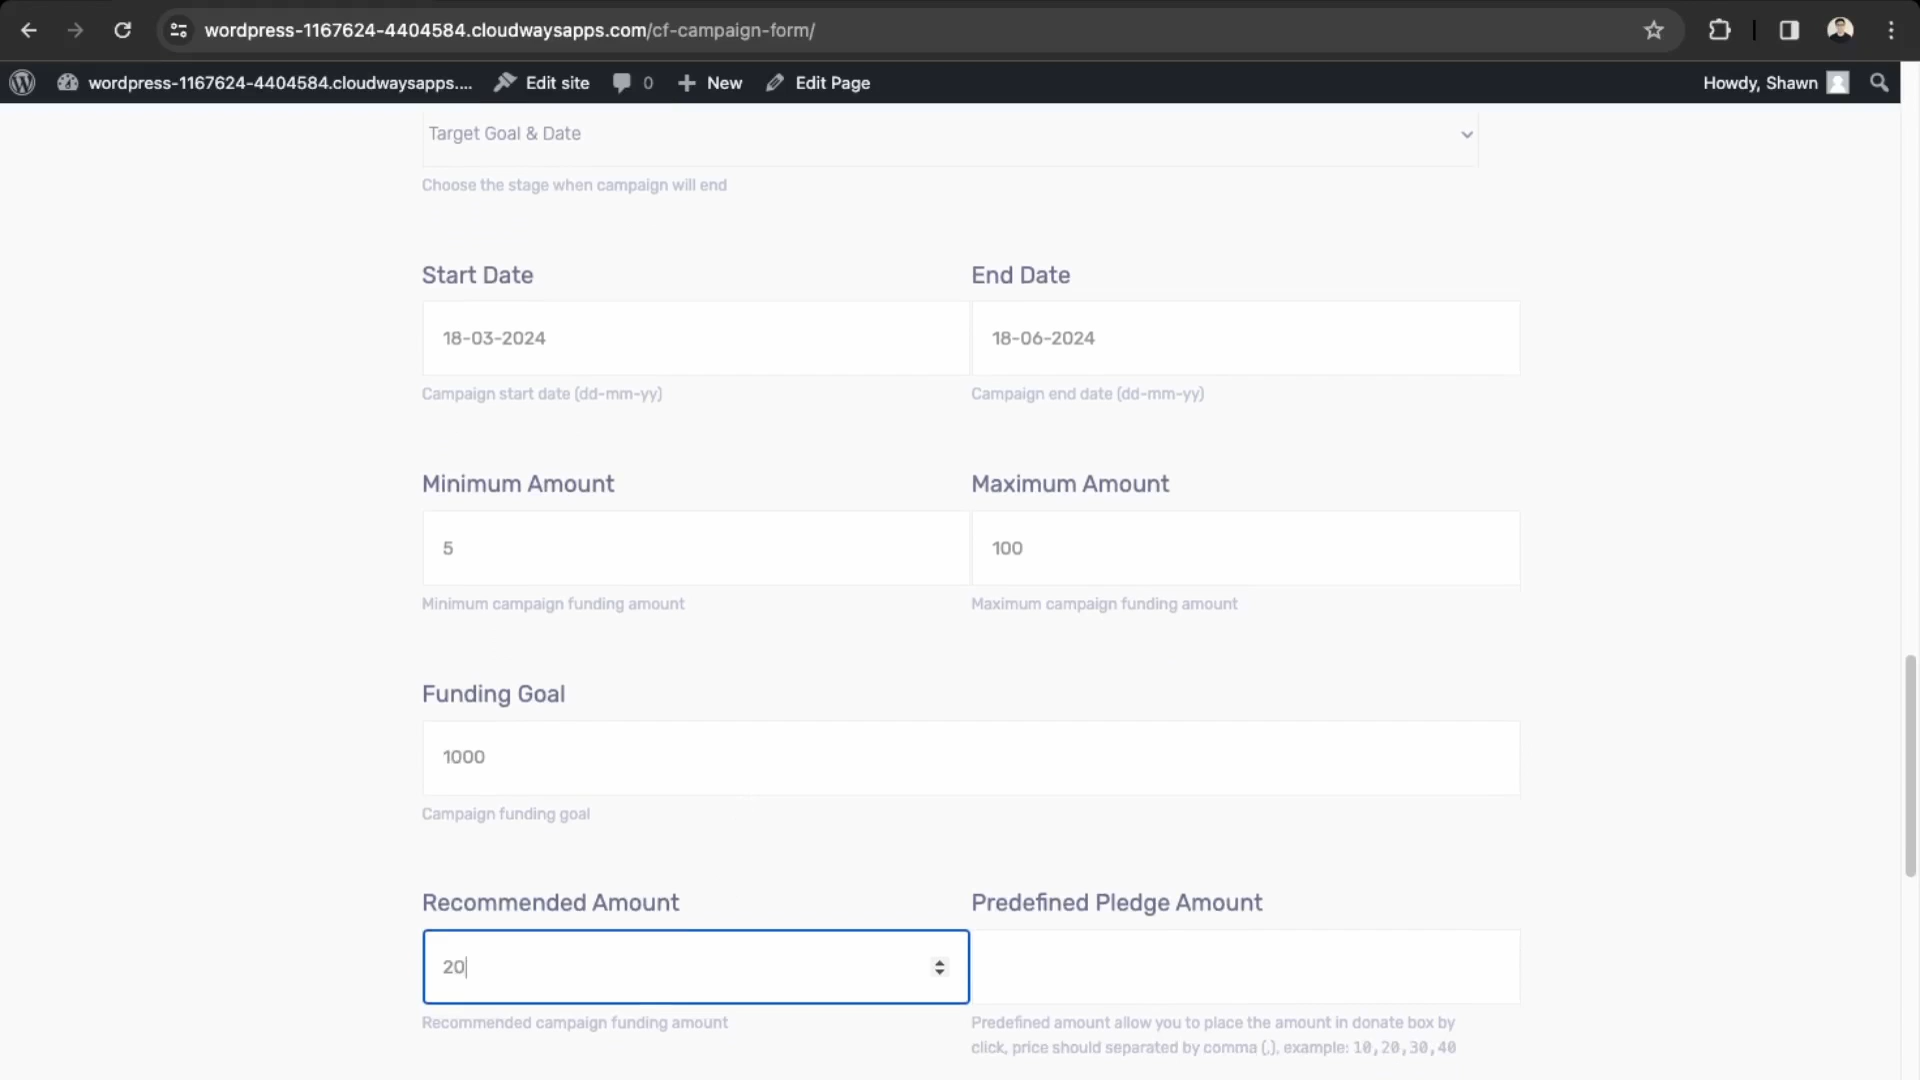 wordpress-1167624-4404584.cloudwaysapps.com/cf-campaign-form/
wordpress-1167624-4404584.cloudwaysapps.... Edit site 0 New Edit Page Howdy, Shawn
Target Goal & Date
Choose the stage when campaign will end
Start Date End Date
18-03-2024 18-06-2024
Campaign start date (dd-mm-yy) Campaign end date (dd-mm-yy)
Minimum Amount Maximum Amount
5 100
Minimum campaign funding amount Maximum campaign funding amount
Funding Goal
1000
Campaign funding goal
Recommended Amount Predefined Pledge Amount
20
Recommended campaign funding amount Predefined amount allow you to place the amount in donate box by
click, price should separated by comma (,), example: 10,20,30,40